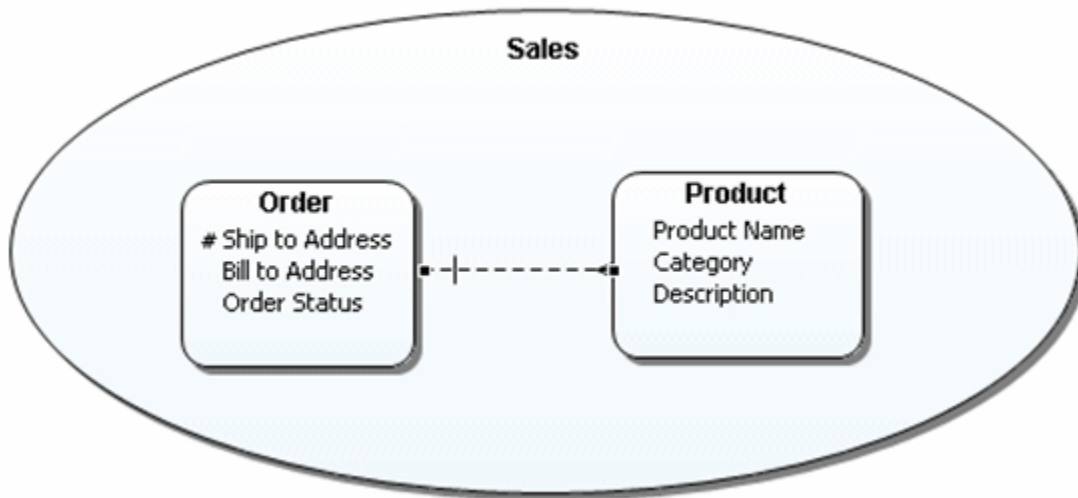 Sales
Order
# Ship to Address
Bill to Address
Order Status
Product
Product Name
Category
Description